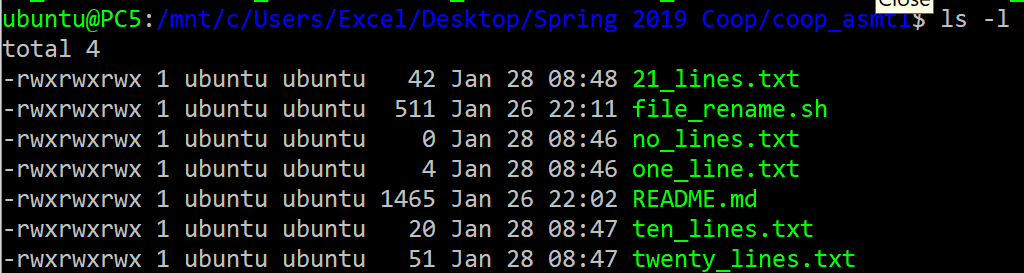 Close
ubuntu@PC5:/mnt/c/Users/Excel/Desktop/Spring 2019 Coop/coop_asmt1$ ls -l
total 4
-rwxrwxrwx 1 ubuntu ubuntu   42 Jan 28 08:48 21_lines.txt
-rwxrwxrwx 1 ubuntu ubuntu  511 Jan 26 22:11 file_rename.sh
-rwxrwxrwx 1 ubuntu ubuntu    0 Jan 28 08:46 no_lines.txt
-rwxrwxrwx 1 ubuntu ubuntu    4 Jan 28 08:46 one_line.txt
-rwxrwxrwx 1 ubuntu ubuntu 1465 Jan 26 22:02 README.md
-rwxrwxrwx 1 ubuntu ubuntu   20 Jan 28 08:47 ten_lines.txt
-rwxrwxrwx 1 ubuntu ubuntu   51 Jan 28 08:47 twenty_lines.txt